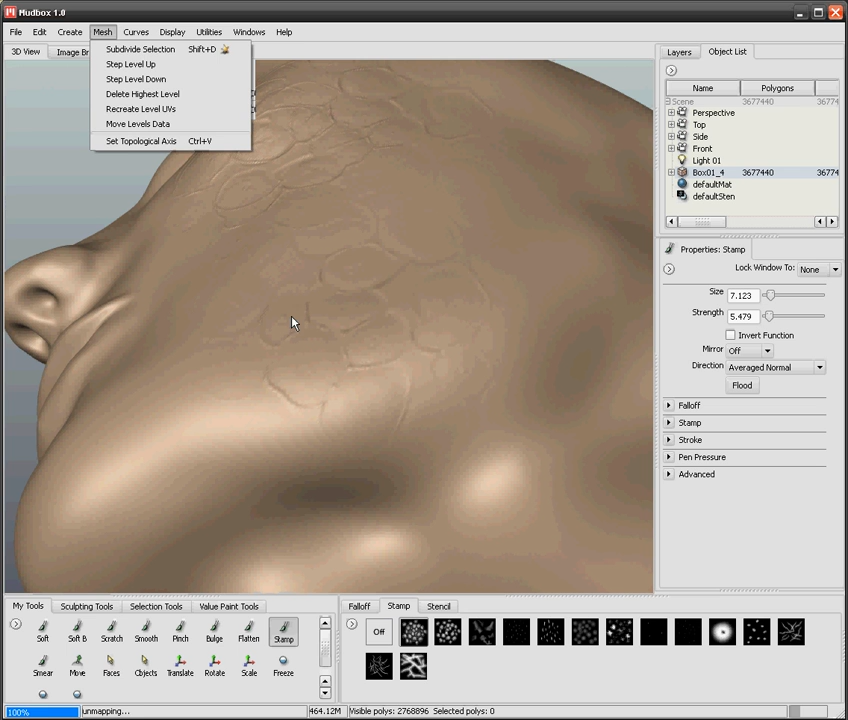 Mudbox 1.0
File Edit Create Mesh Curves Display Utilities Windows Help
3D View Image Br
Subdivide Selection Shift+D
Step Level Up
Step Level Down
Delete Highest Level
Recreate Level UVs
Move Levels Data
Set Topological Axis Ctrl+V
Layers Object List
Name Polygons
Scene 3677440 36774
Perspective
Top
Side
Front
Light 01
Box01_4 3677440 36774
defaultMat
defaultSten
Properties: Stamp
Lock Window To: None
Size 7.123
Strength 5.479
Invert Function
Mirror Off
Direction Averaged Normal
Flood
Falloff
Stamp
Stroke
Pen Pressure
Advanced
My Tools Sculpting Tools Selection Tools Value Paint Tools
Soft Soft B Scratch Smooth Pinch Bulge Flatten Stamp
Smear Move Faces Objects Translate Rotate Scale Freeze
Falloff Stamp Stencil
Off
100% unmapping... 464.12M Visible polys: 2768896 Selected polys: 0